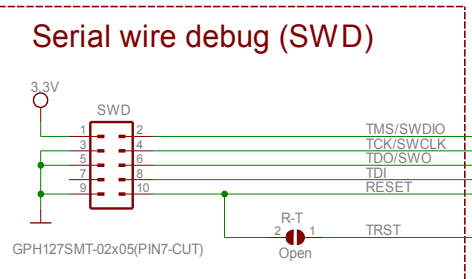 Serial wire debug (SWD)
3.3V
SWD
1 2 TMS/SWDIO
3 4 TCK/SWCLK
5 6 TDO/SWO
7 8 TDI
9 10 RESET
R-T
2 1 TRST
Open
GPH127SMT-02x05(PIN7-CUT)